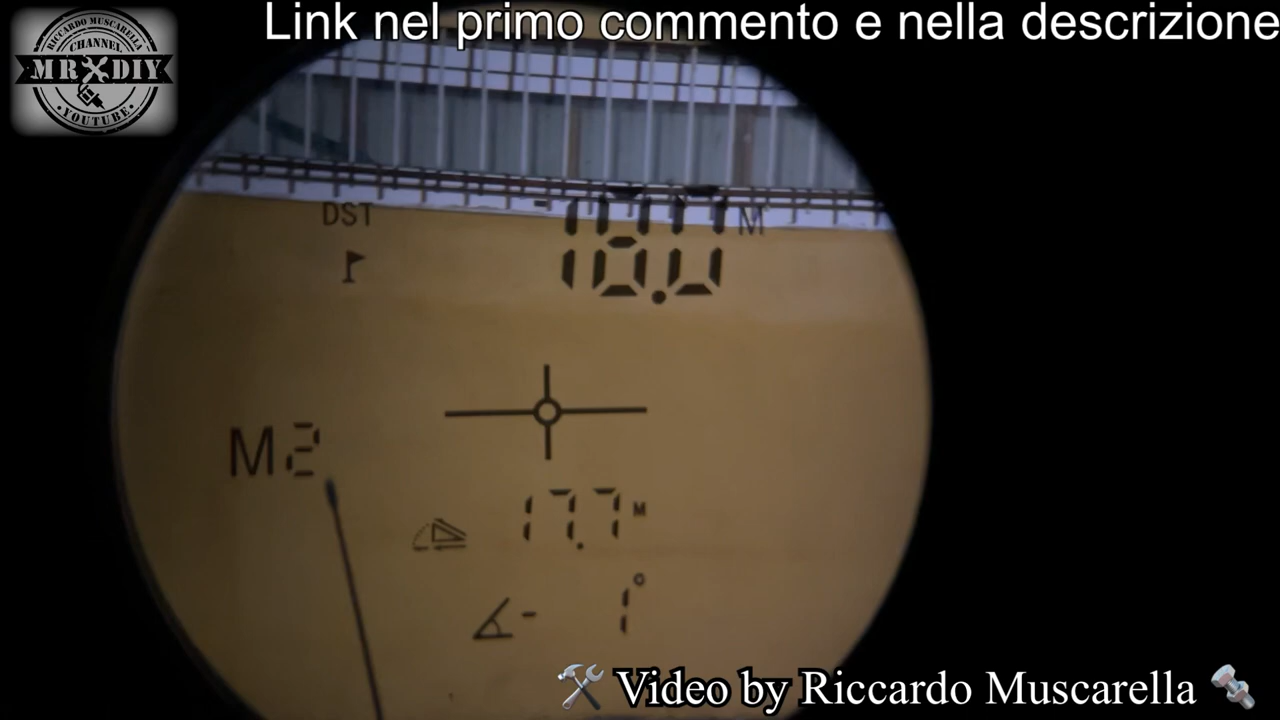 Link nel primo commento e nella descrizione
RICCARDO MUSCARELLA
CHANNEL
MR DIY
YOUTUBE
DST 18.0 M
M2
17.7 M
- 1°
Video by Riccardo Muscarella